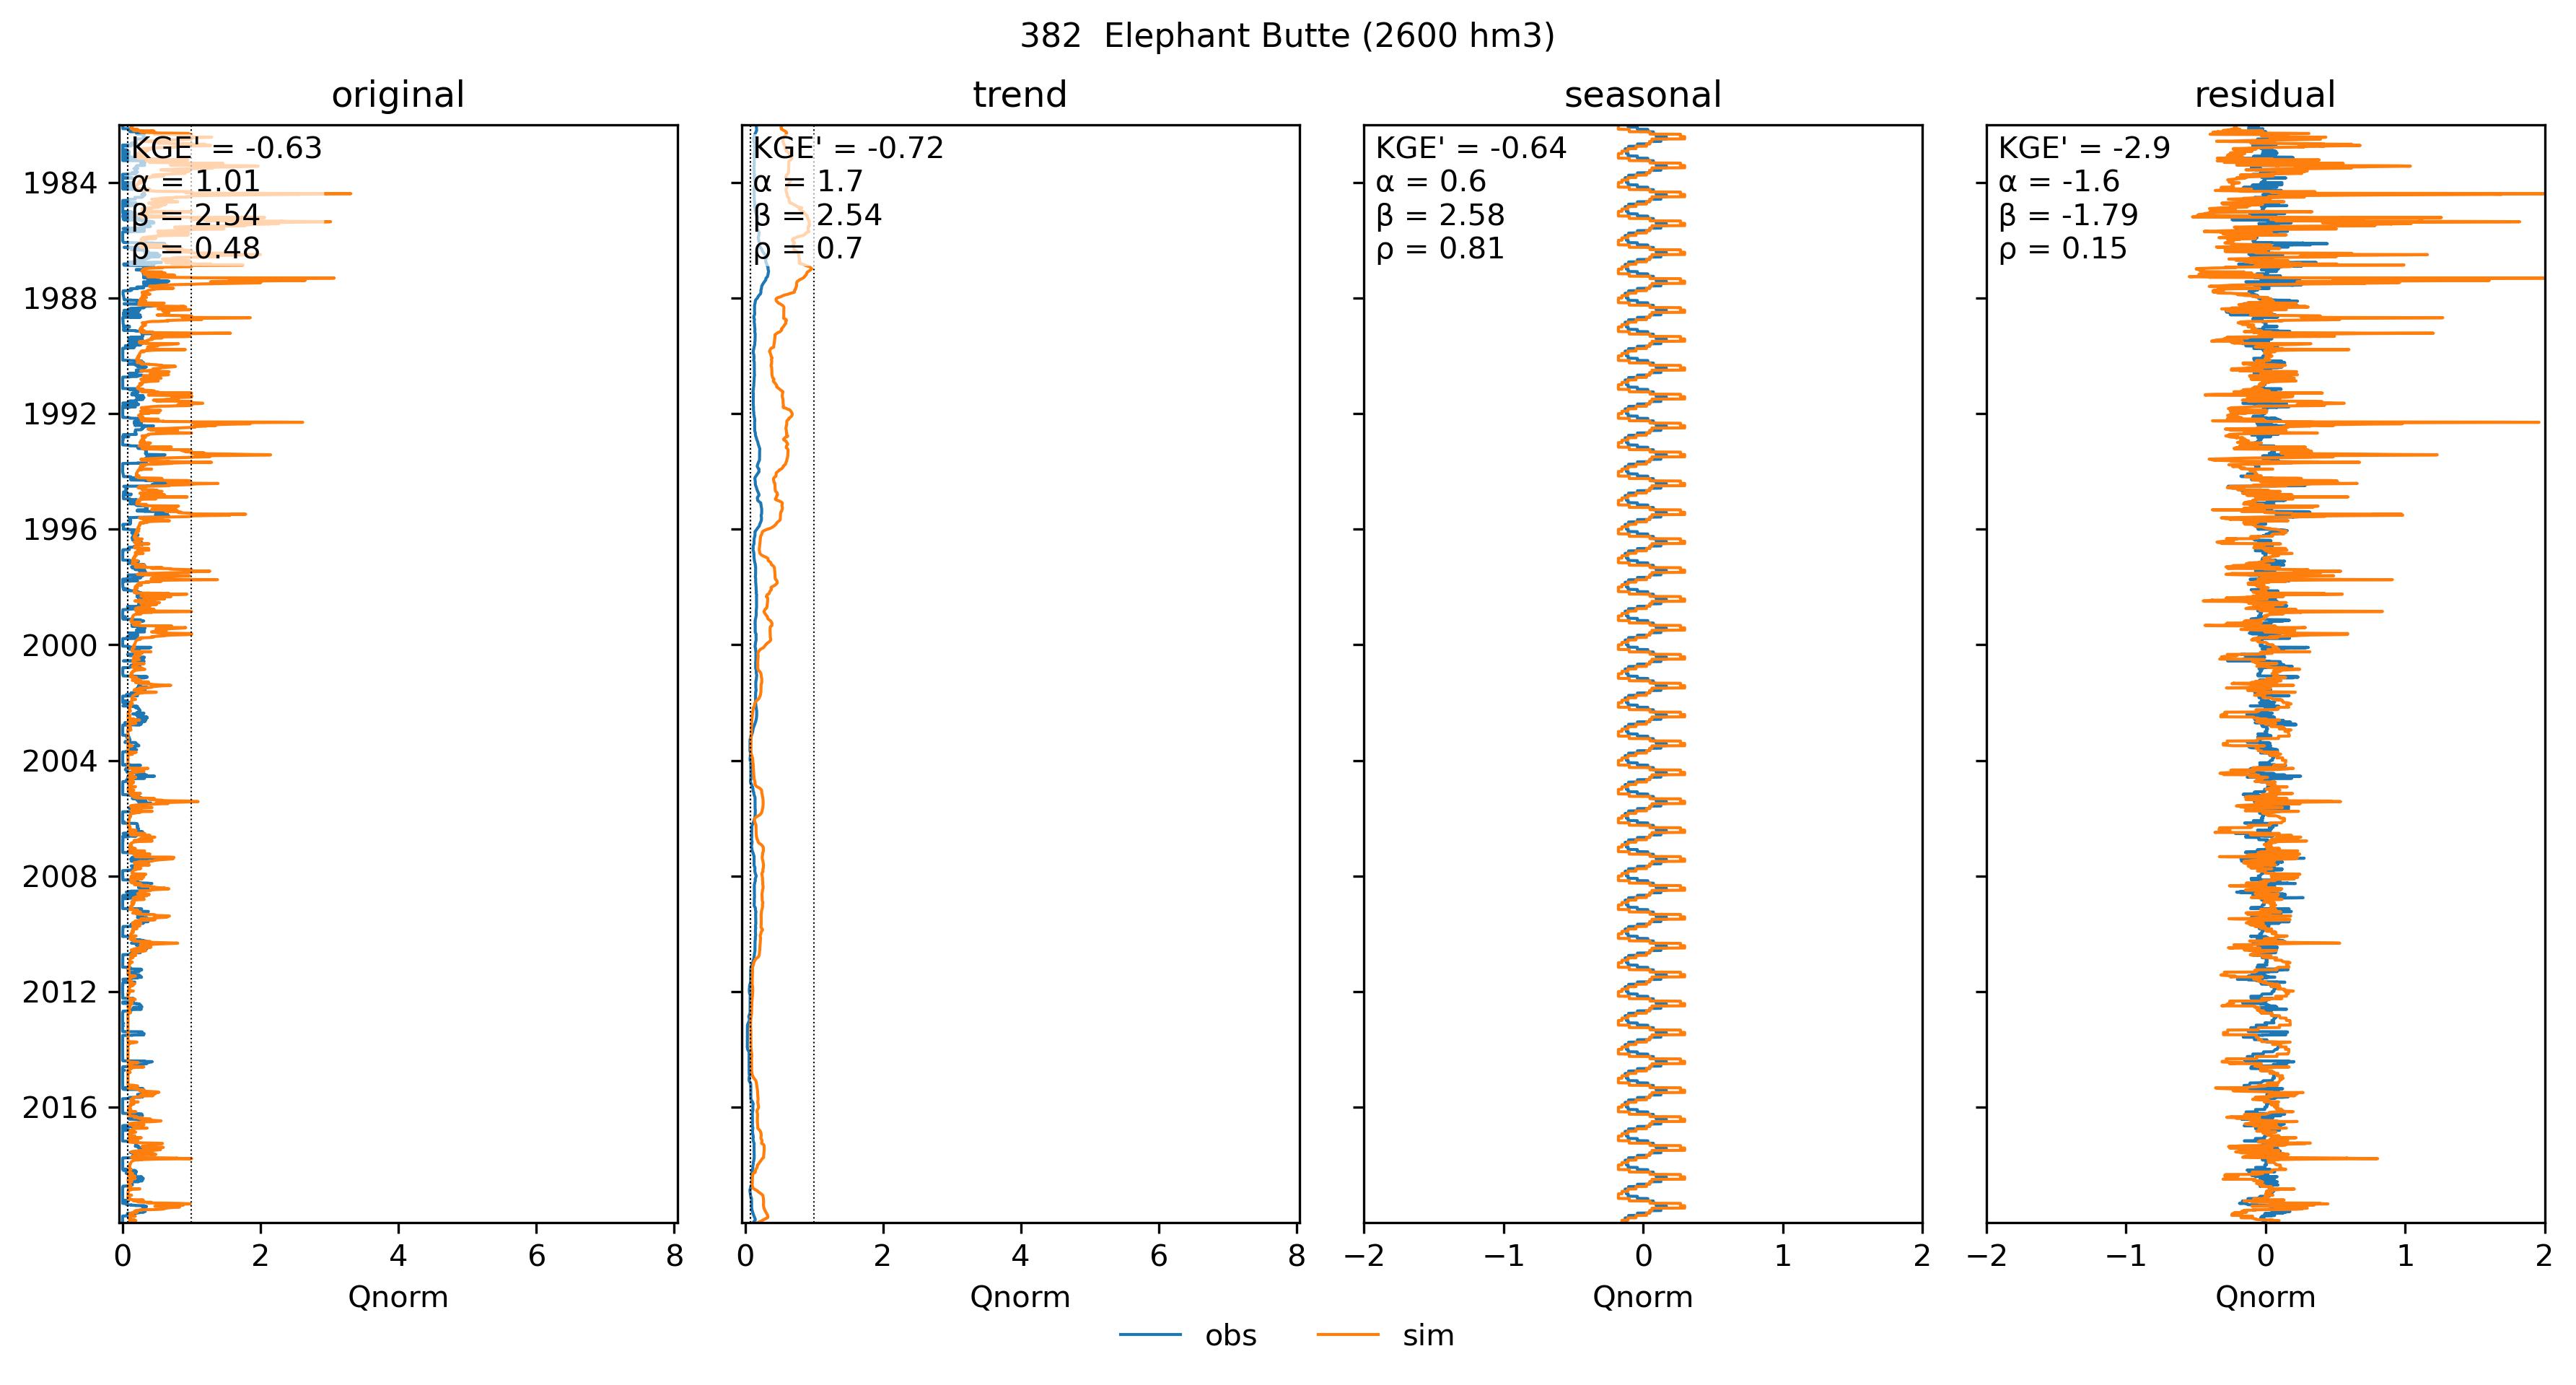 382  Elephant Butte (2600 hm3)
original
KGE' = -0.63
α = 1.01
β = 2.54
ρ = 0.48
1984
1988
1992
1996
2000
2004
2008
2012
2016
0 2 4 6 8
Qnorm
trend
KGE' = -0.72
α = 1.7
β = 2.54
ρ = 0.7
0 2 4 6 8
Qnorm
seasonal
KGE' = -0.64
α = 0.6
β = 2.58
ρ = 0.81
−2 −1 0 1 2
Qnorm
residual
KGE' = -2.9
α = -1.6
β = -1.79
ρ = 0.15
−2 −1 0 1 2
Qnorm
obs sim